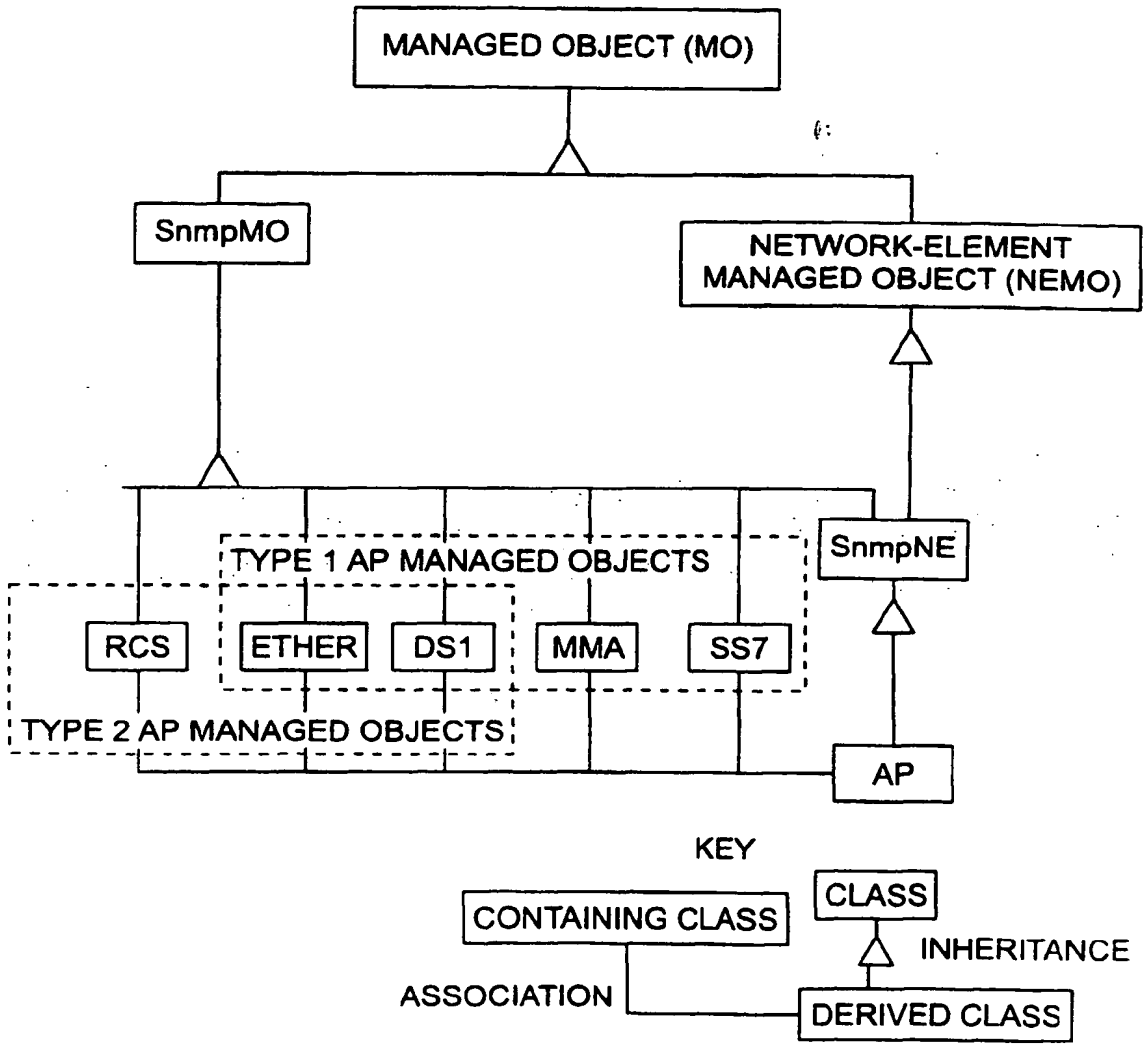 MANAGED OBJECT (MO)
SnmpMO
NETWORK-ELEMENT
MANAGED OBJECT (NEMO)
SnmpNE
TYPE 1 AP MANAGED OBJECTS
RCS
ETHER
DS1
MMA
SS7
TYPE 2 AP MANAGED OBJECTS
AP
KEY
CONTAINING CLASS
CLASS
INHERITANCE
ASSOCIATION
DERIVED CLASS